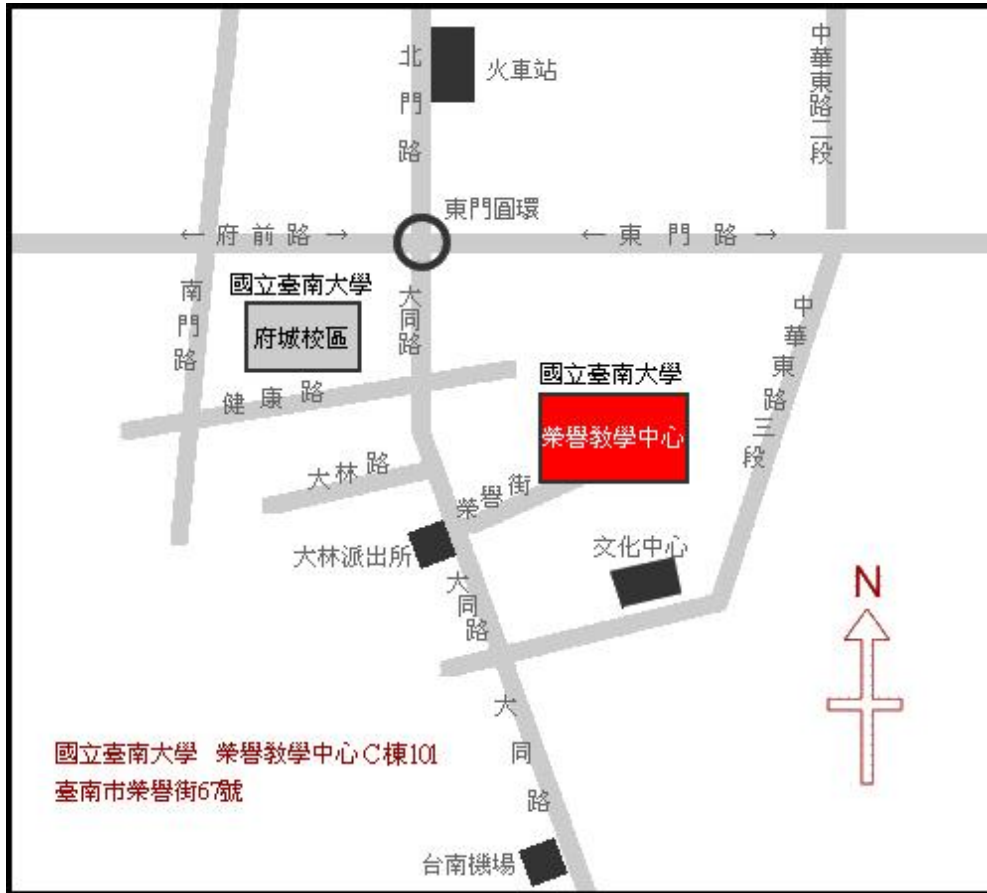 北門路
火車站
中華東路二段
東門圓環
← 府前路 →
← 東門路 →
南門路
國立臺南大學
府城校區
大同路
中華東路三段
國立臺南大學
榮譽教學中心
健康路
大林路
榮譽街
大林派出所
文化中心
大同路
N
大同路
國立臺南大學 榮譽教學中心C棟101
臺南市榮譽街67號
台南機場